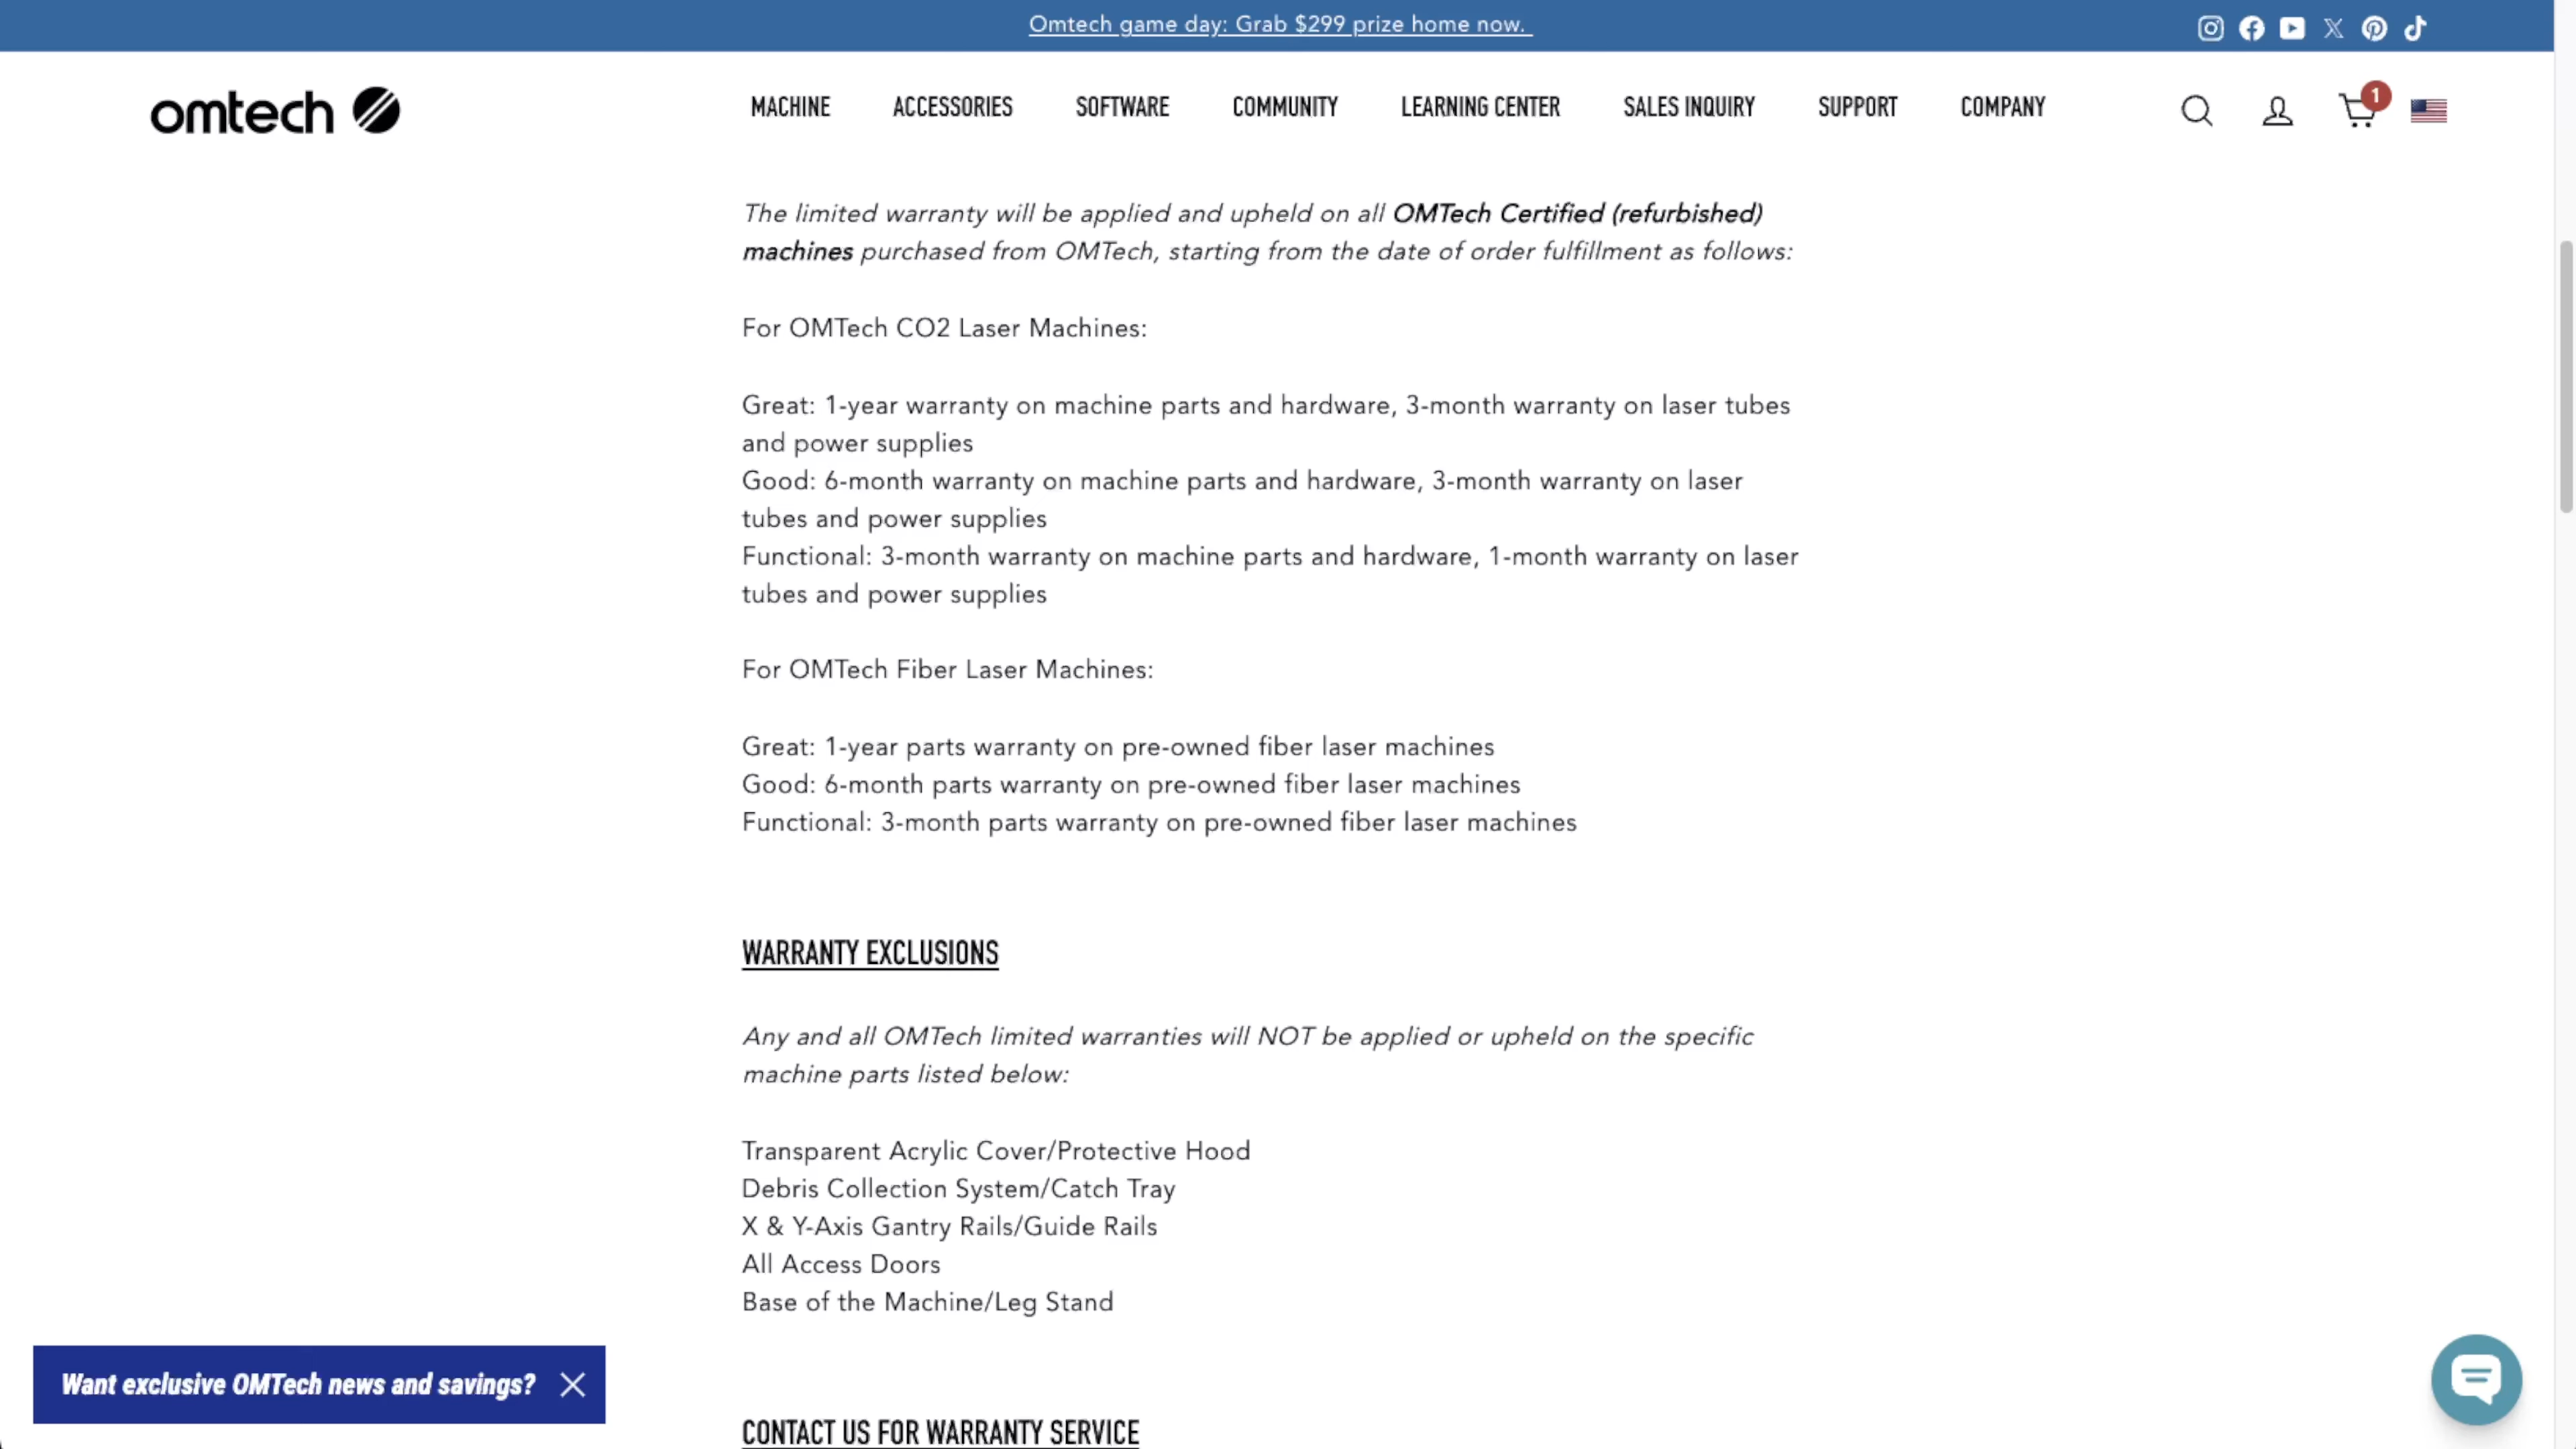 Omtech game day: Grab $299 prize home now.
omtech
MACHINE ACCESSORIES SOFTWARE COMMUNITY LEARNING CENTER SALES INQUIRY SUPPORT COMPANY
1
The limited warranty will be applied and upheld on all OMTech Certified (refurbished)
machines purchased from OMTech, starting from the date of order fulfillment as follows:
For OMTech CO2 Laser Machines:
Great: 1-year warranty on machine parts and hardware, 3-month warranty on laser tubes
and power supplies
Good: 6-month warranty on machine parts and hardware, 3-month warranty on laser
tubes and power supplies
Functional: 3-month warranty on machine parts and hardware, 1-month warranty on laser
tubes and power supplies
For OMTech Fiber Laser Machines:
Great: 1-year parts warranty on pre-owned fiber laser machines
Good: 6-month parts warranty on pre-owned fiber laser machines
Functional: 3-month parts warranty on pre-owned fiber laser machines
WARRANTY EXCLUSIONS
Any and all OMTech limited warranties will NOT be applied or upheld on the specific
machine parts listed below:
Transparent Acrylic Cover/Protective Hood
Debris Collection System/Catch Tray
X & Y-Axis Gantry Rails/Guide Rails
All Access Doors
Base of the Machine/Leg Stand
Want exclusive OMTech news and savings?
CONTACT US FOR WARRANTY SERVICE